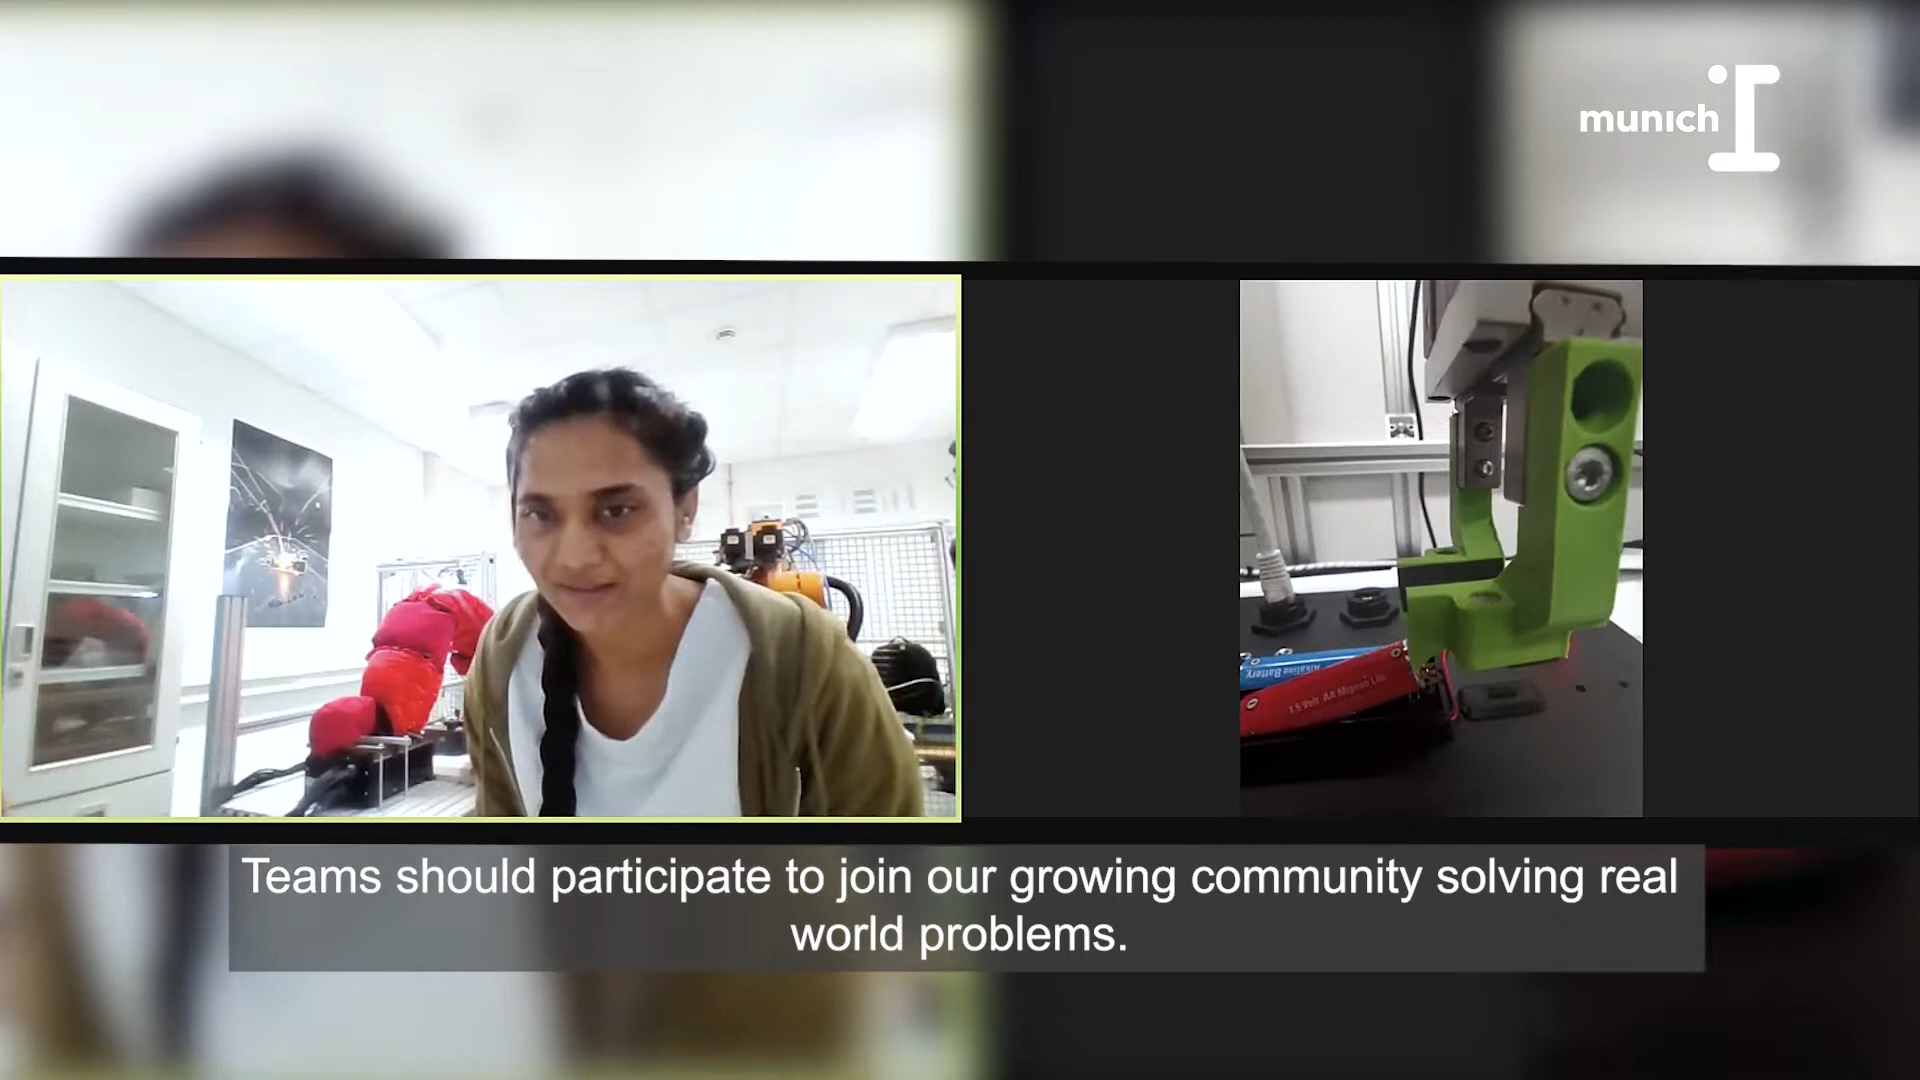 munich
Alkaline Battery
1.5 Volt AA Mignon LR6
Teams should participate to join our growing community solving real
world problems.